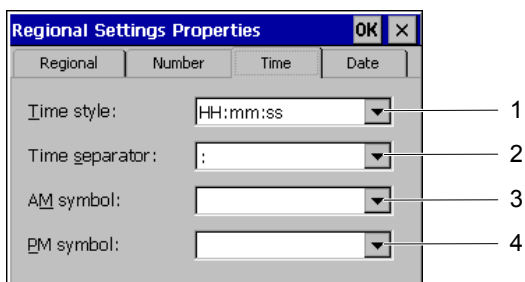 Regional Settings Properties OK ×
Regional Number Time Date
Time style: HH:mm:ss 1
Time separator: : 2
AM symbol: 3
PM symbol: 4